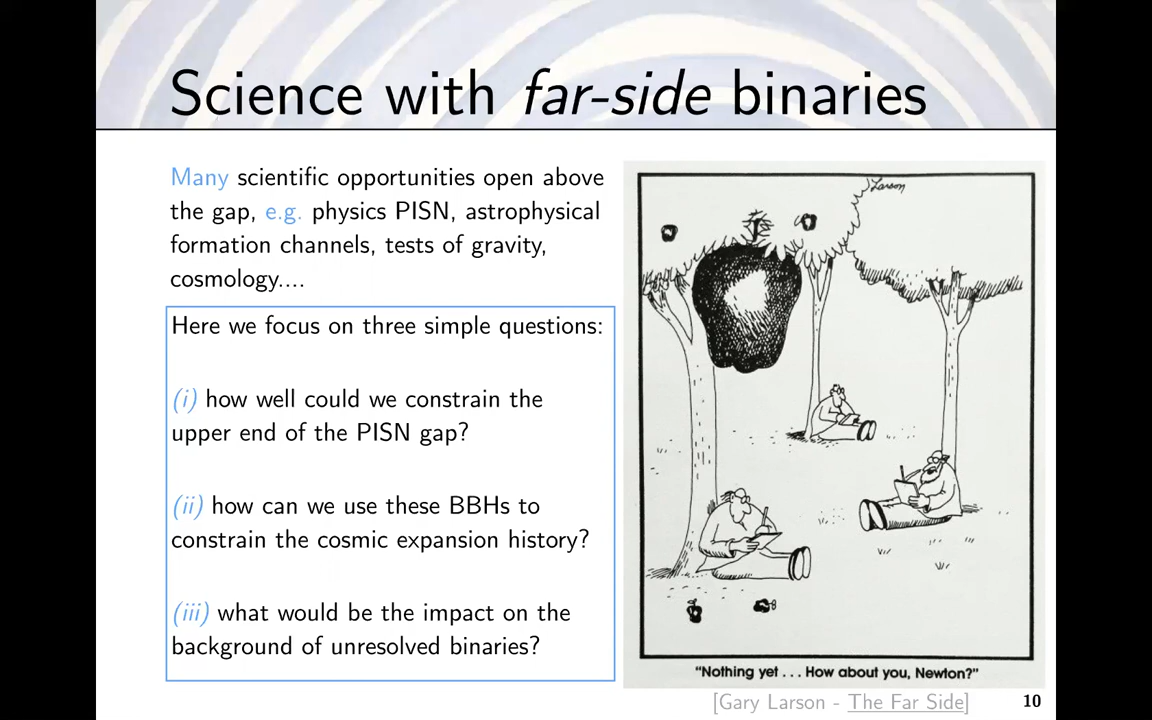 Science with far-side binaries
Many scientific opportunities open above
the gap, e.g. physics PISN, astrophysical
formation channels, tests of gravity,
cosmology....
Here we focus on three simple questions:
(i) how well could we constrain the
upper end of the PISN gap?
(ii) how can we use these BBHs to
constrain the cosmic expansion history?
(iii) what would be the impact on the
background of unresolved binaries?
Larson
"Nothing yet . . . How about you, Newton?"
[Gary Larson - The Far Side]
10